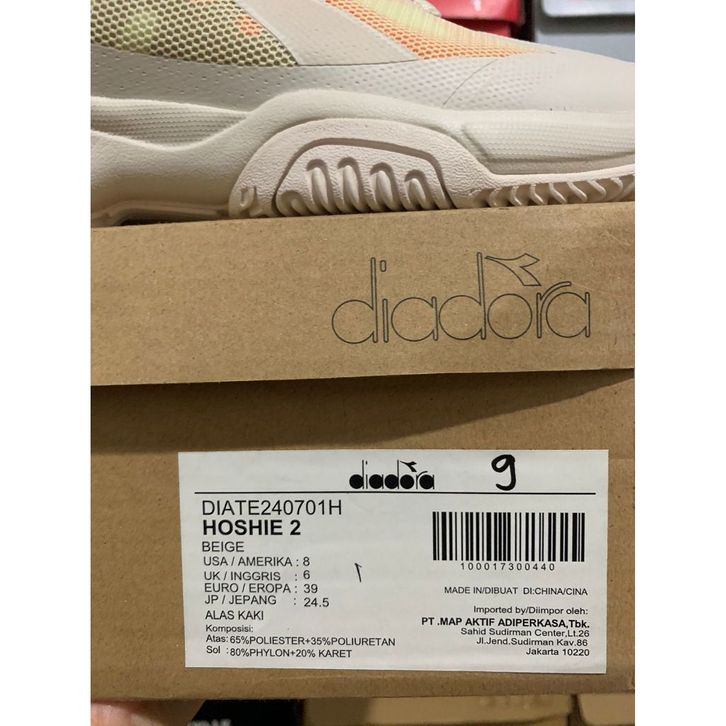 diadora
diadora 9
DIATE240701H
HOSHIE 2
BEIGE
USA / AMERIKA : 8
UK / INGGRIS : 6
EURO / EROPA : 39
JP / JEPANG : 24.5
ALAS KAKI
Komposisi:
Atas: 65%POLIESTER+35%POLIURETAN
Sol : 80%PHYLON+20% KARET
100017300440
MADE IN/DIBUAT DI:CHINA/CINA
Imported by/Diimpor oleh:
PT .MAP AKTIF ADIPERKASA,Tbk.
Sahid Sudirman Center,Lt.26
Jl.Jend.Sudirman Kav.86
Jakarta 10220